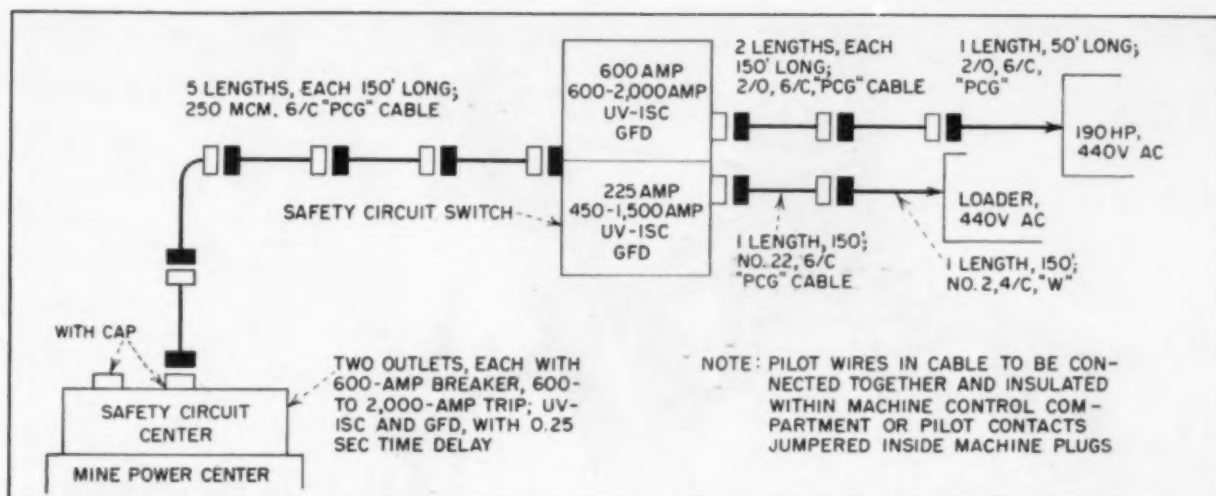 5 LENGTHS, EACH 150' LONG;
250 MCM, 6/C "PCG" CABLE
600 AMP
600-2,000 AMP
UV-ISC
GFD
2 LENGTHS, EACH
150' LONG;
2/0, 6/C, "PCG" CABLE
1 LENGTH, 50' LONG;
2/0, 6/C,
"PCG"
190 HP,
440V AC
SAFETY CIRCUIT SWITCH
225 AMP
450-1,500 AMP
UV-ISC
GFD
LOADER,
440V AC
1 LENGTH, 150';
NO. 22, 6/C
"PCG" CABLE
1 LENGTH, 150';
NO. 2, 4/C, "W"
WITH CAP
SAFETY CIRCUIT
CENTER
MINE POWER CENTER
TWO OUTLETS, EACH WITH
600-AMP BREAKER, 600-
TO 2,000-AMP TRIP; UV-
ISC AND GFD, WITH 0.25
SEC TIME DELAY
NOTE: PILOT WIRES IN CABLE TO BE CON-
NECTED TOGETHER AND INSULATED
WITHIN MACHINE CONTROL COM-
PARTMENT OR PILOT CONTACTS
JUMPERED INSIDE MACHINE PLUGS